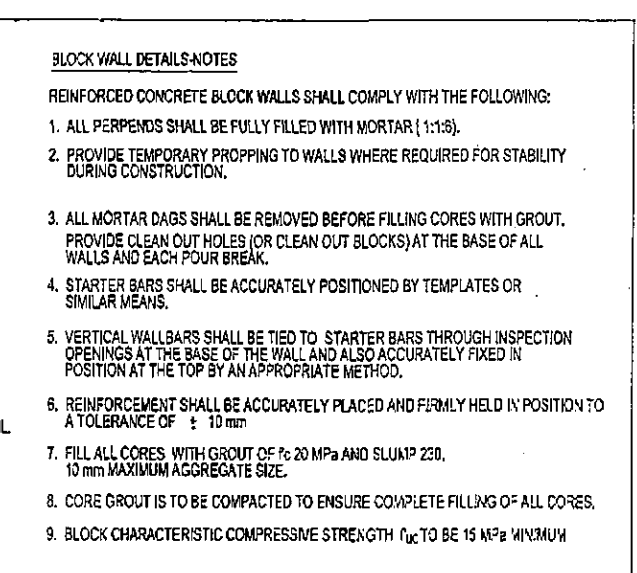 BLOCK WALL DETAILS-NOTES
REINFORCED CONCRETE BLOCK WALLS SHALL COMPLY WITH THE FOLLOWING:
1. ALL PERPENDS SHALL BE FULLY FILLED WITH MORTAR (1:1:6).
2. PROVIDE TEMPORARY PROPPING TO WALLS WHERE REQUIRED FOR STABILITY
DURING CONSTRUCTION.
3. ALL MORTAR DAGS SHALL BE REMOVED BEFORE FILLING CORES WITH GROUT.
PROVIDE CLEAN OUT HOLES (OR CLEAN OUT BLOCKS) AT THE BASE OF ALL
WALLS AND EACH POUR BREAK.
4. STARTER BARS SHALL BE ACCURATELY POSITIONED BY TEMPLATES OR
SIMILAR MEANS.
5. VERTICAL WALLBARS SHALL BE TIED TO STARTER BARS THROUGH INSPECTION
OPENINGS AT THE BASE OF THE WALL AND ALSO ACCURATELY FIXED IN
POSITION AT THE TOP BY AN APPROPRIATE METHOD.
6. REINFORCEMENT SHALL BE ACCURATELY PLACED AND FIRMLY HELD IN POSITION TO
A TOLERANCE OF ± 10 mm
L
7. FILL ALL CORES WITH GROUT OF f'c 20 MPa AND SLUMP 230,
10 mm MAXIMUM AGGREGATE SIZE.
8. CORE GROUT IS TO BE COMPACTED TO ENSURE COMPLETE FILLING OF ALL CORES.
9. BLOCK CHARACTERISTIC COMPRESSIVE STRENGTH f'uc TO BE 15 MPa MINIMUM